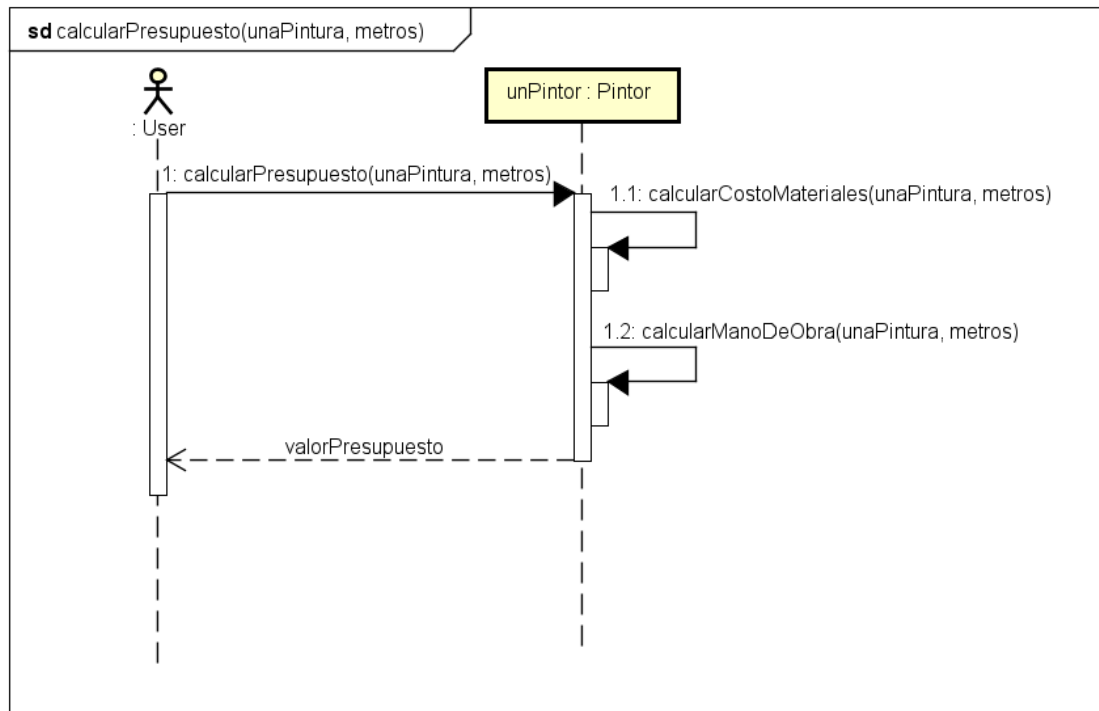 sd calcularPresupuesto(unaPintura, metros)
unPintor : Pintor
: User
1: calcularPresupuesto(unaPintura, metros)
1.1: calcularCostoMateriales(unaPintura, metros)
1.2: calcularManoDeObra(unaPintura, metros)
valorPresupuesto